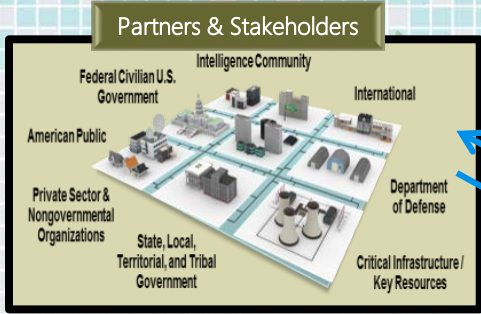 Partners & Stakeholders
Intelligence Community
Federal Civilian U.S.
Government
International
American Public
Department
of Defense
Private Sector &
Nongovernmental
Organizations
State, Local,
Territorial, and Tribal
Government
Critical Infrastructure /
Key Resources